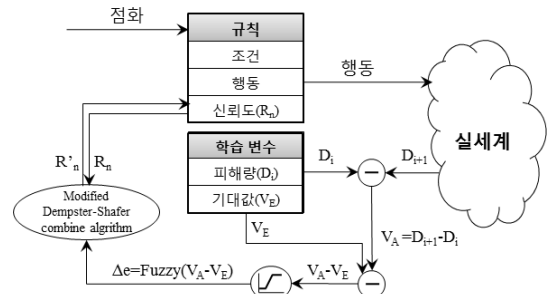 점화
규칙
조건
행동
신뢰도(Rn)
행동
실세계
R'n
Rn
학습 변수
피해량(Di)
기대값(VE)
Di
Di+1
Modified
Dempster-Shafer
combine algrithm
VE
VA =Di+1-Di
Δe=Fuzzy(VA-VE)
VA-VE